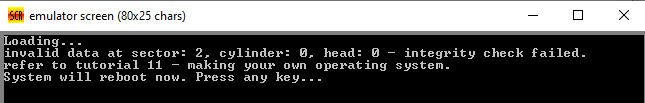 emulator screen (80x25 chars)
Loading...
invalid data at sector: 2, cylinder: 0, head: 0 - integrity check failed.
refer to tutorial 11 - making your own operating system.
System will reboot now. Press any key...